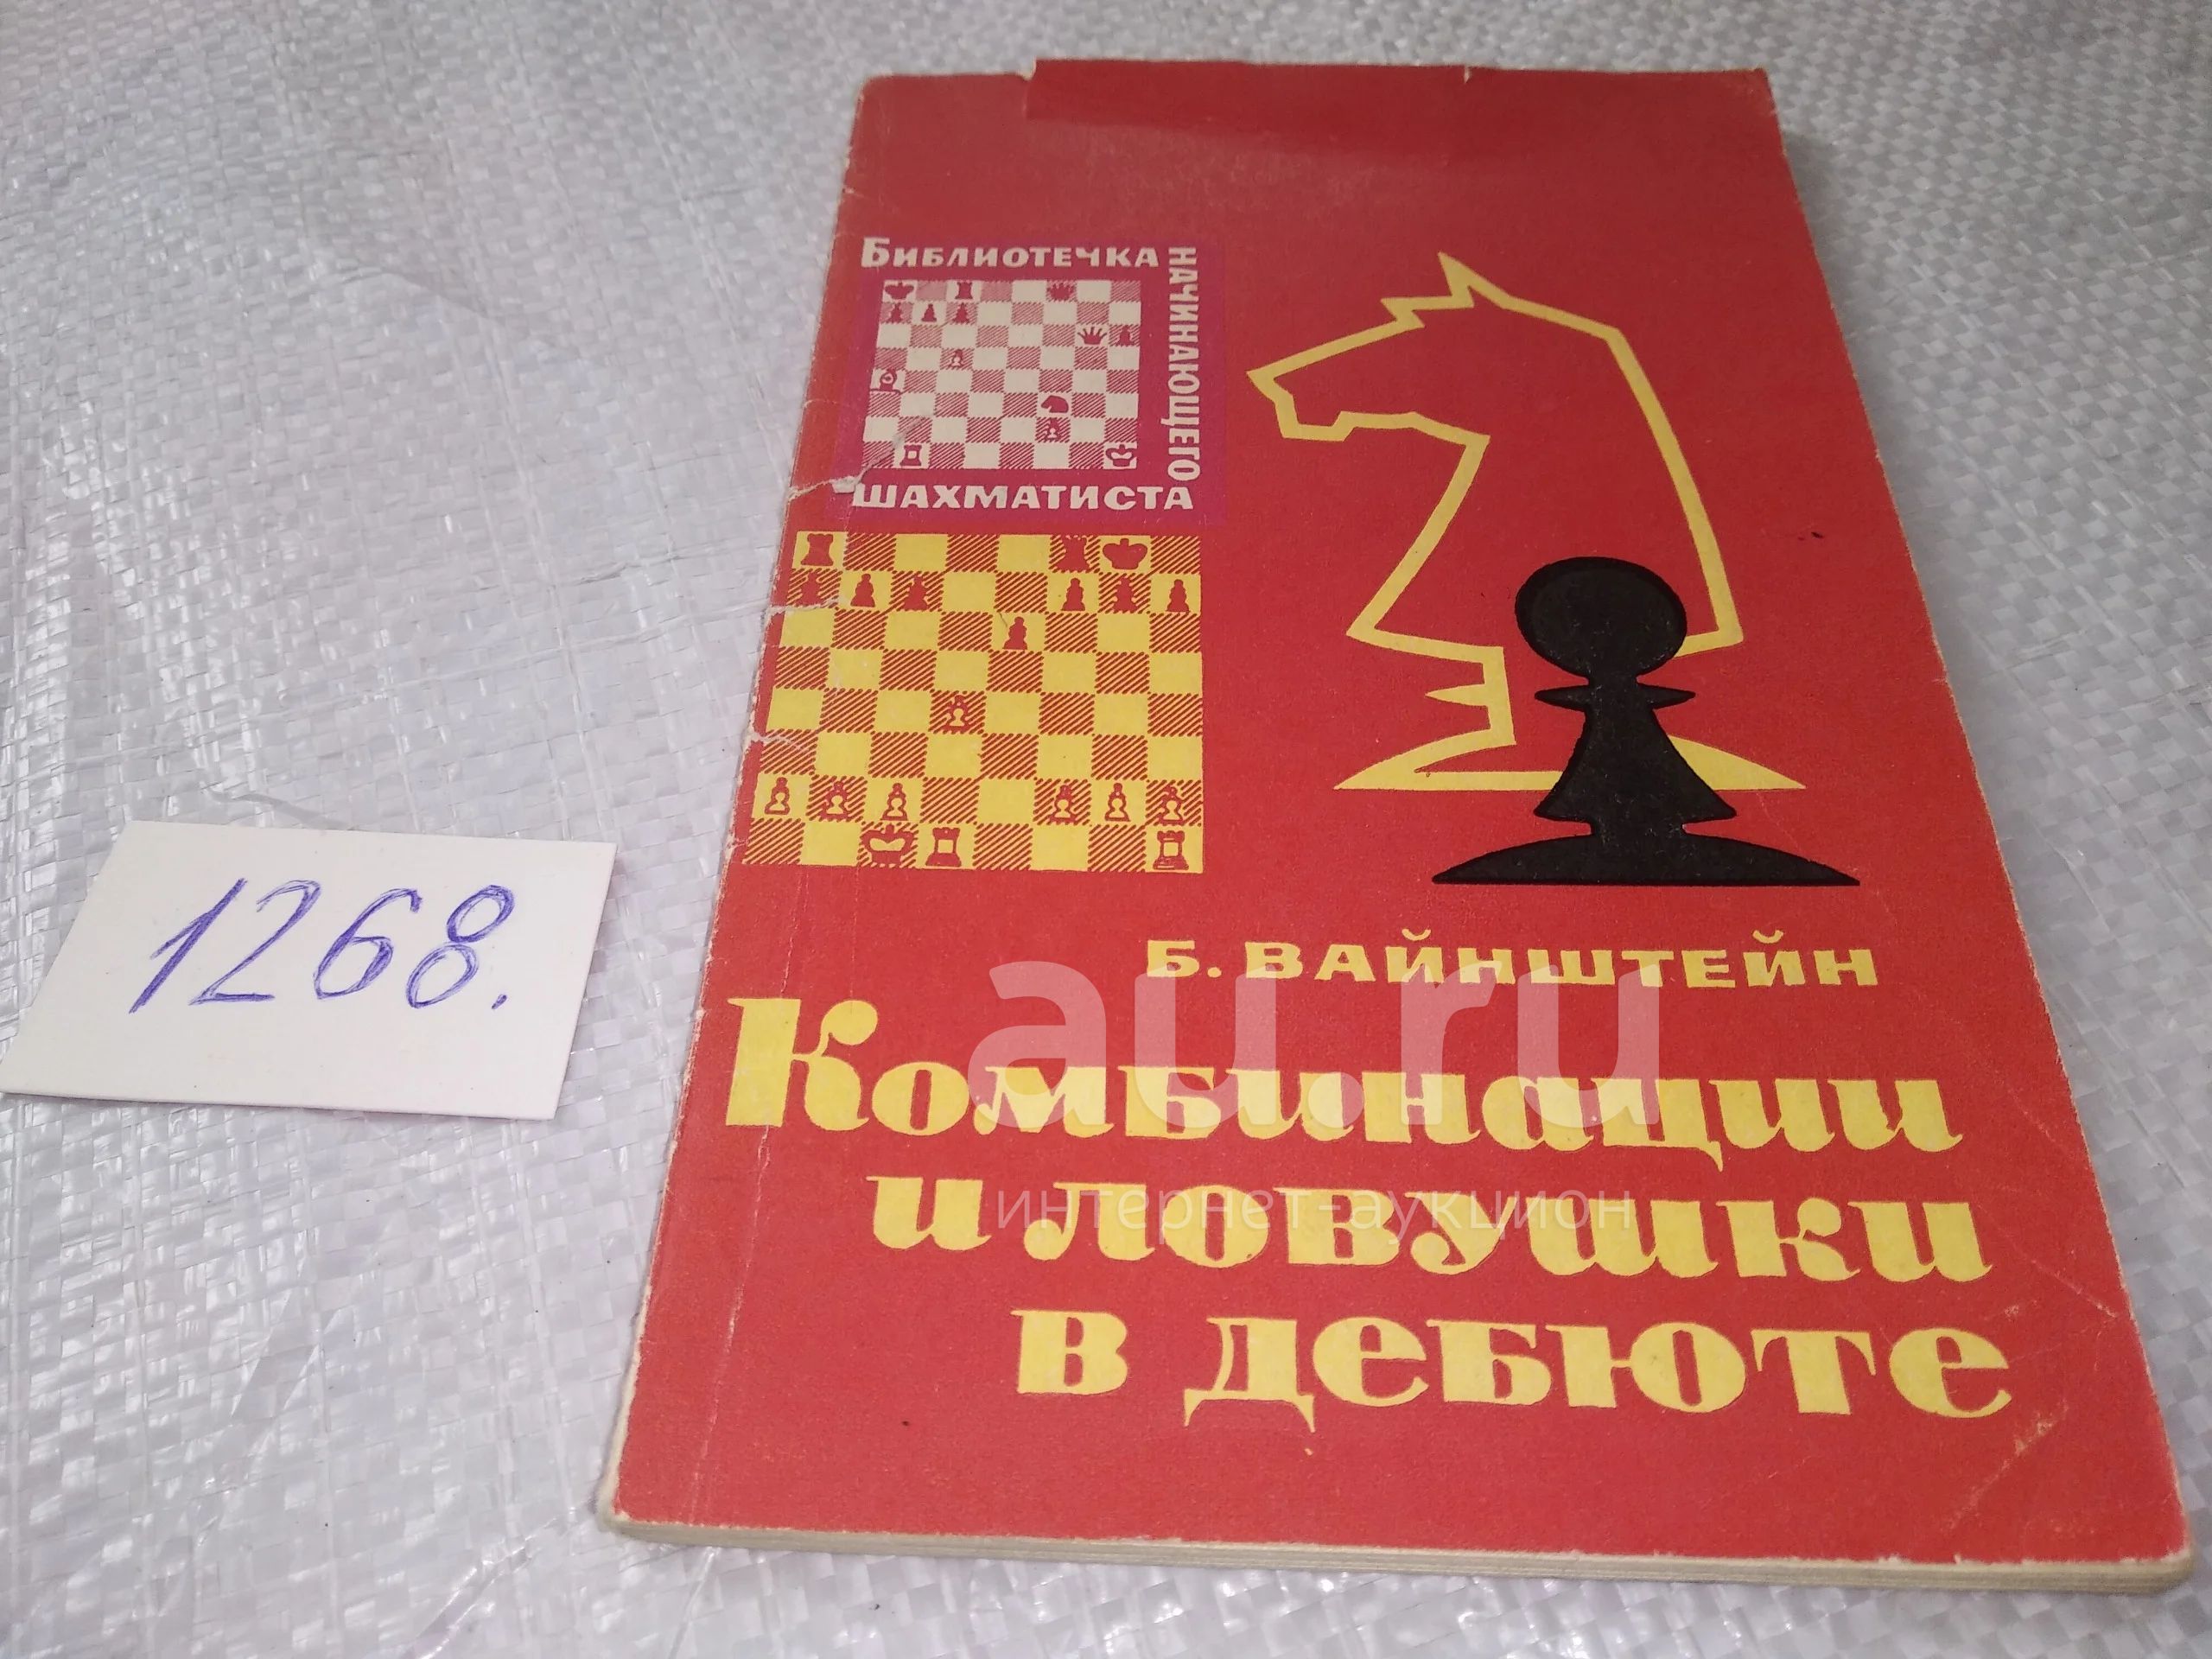 Библиотечка
начинающего
шахматиста
1268.
Б. Вайнштейн
Комбинации
и ловушки
в дебюте
au.ru
интернет-аукцион